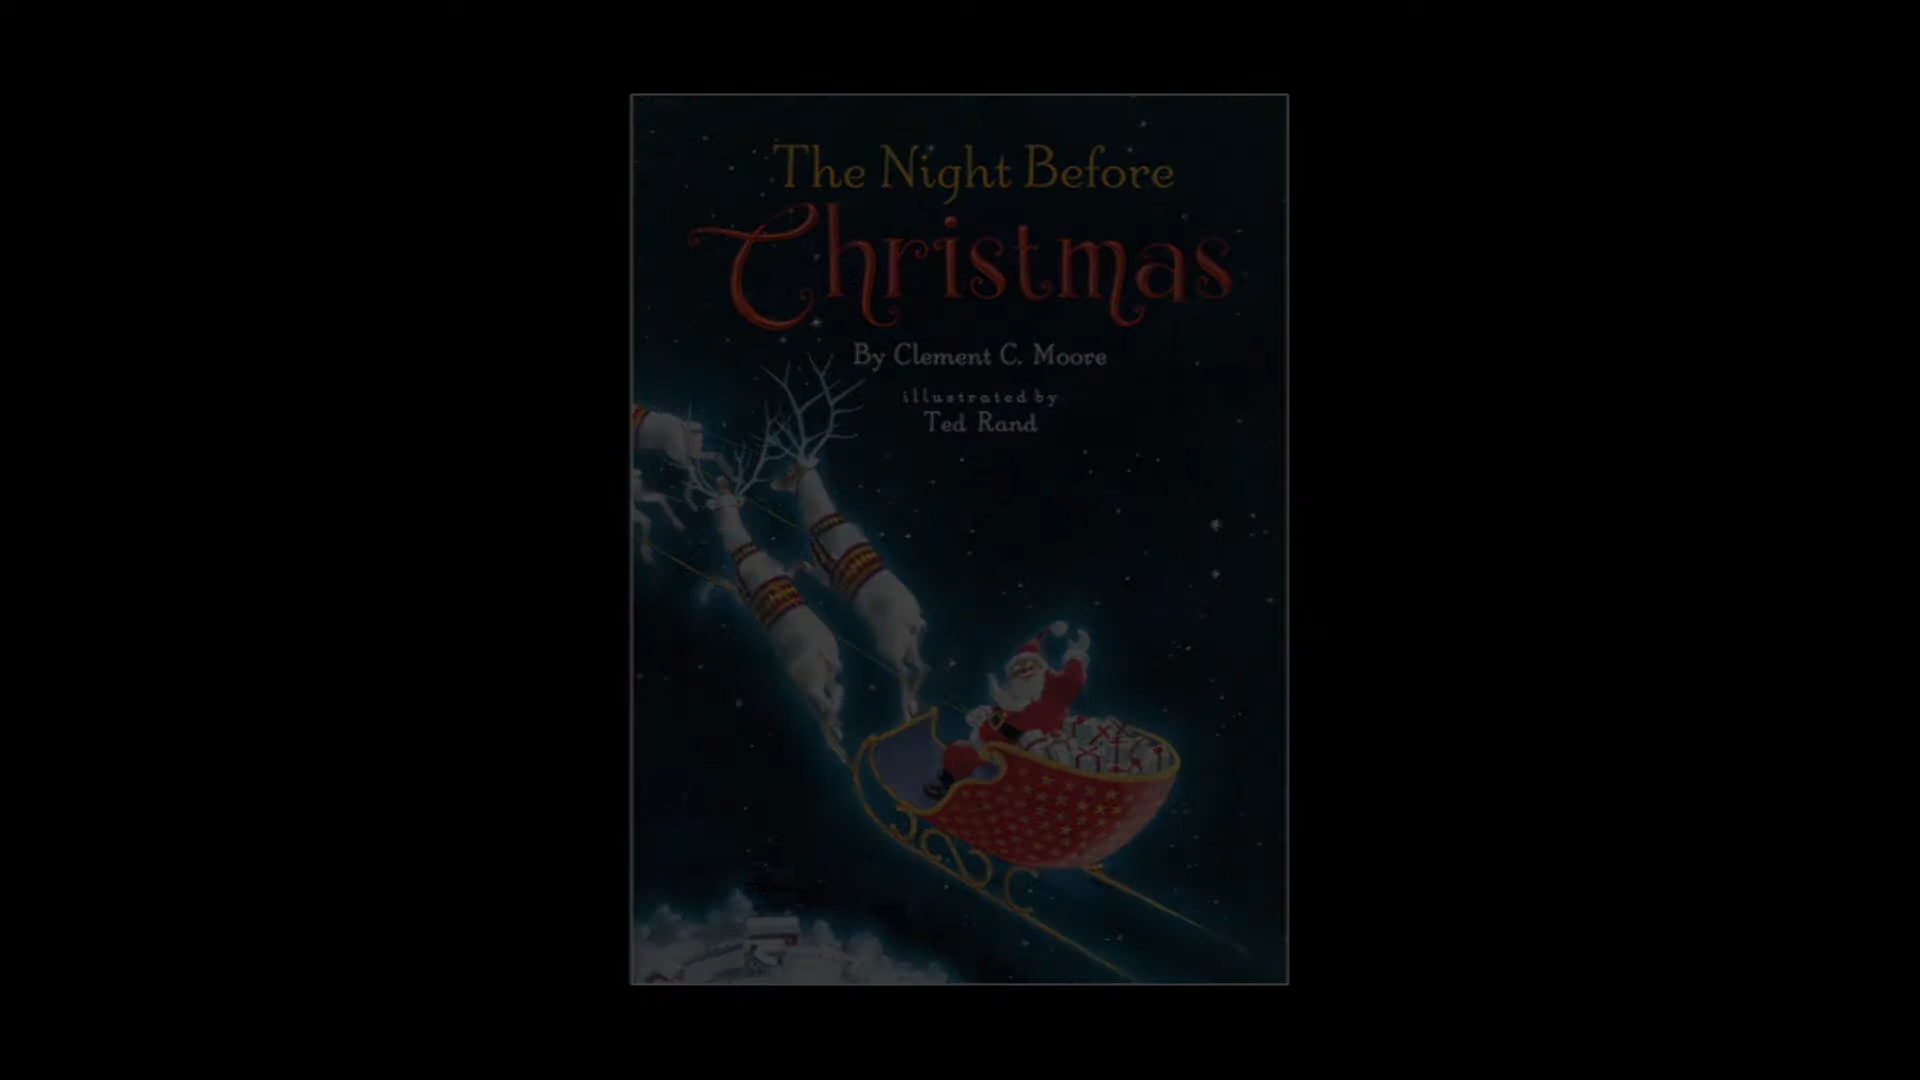 The Night Before
Christmas
By Clement C. Moore
illustrated by
Ted Rand